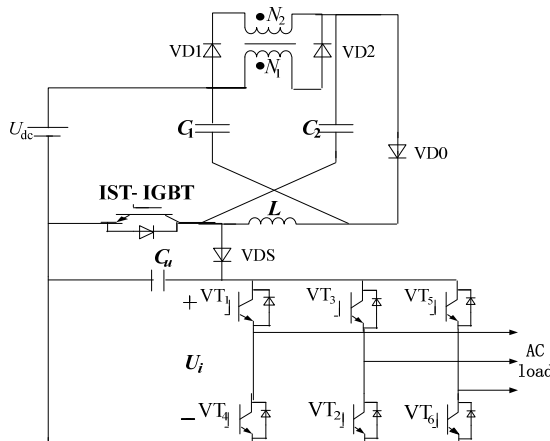 N2
VD1
VD2
N1
Udc
C1
C2
VD0
IST- IGBT
L
Cu
VDS
+
VT1
VT3
VT5
Ui
AC
load
–
VT4
VT2
VT6